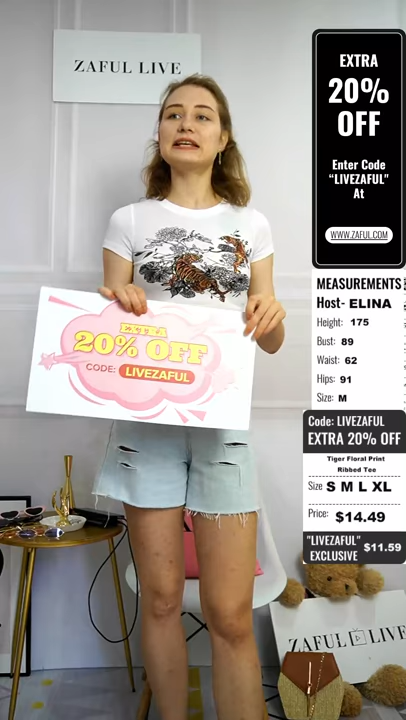 ZAFUL LIVE
EXTRA
20%
OFF
Enter Code
"LIVEZAFUL"
At
WWW.ZAFUL.COM
MEASUREMENTS:
Host- ELINA
Height: 175
Bust: 89
Waist: 62
Hips: 91
Size: M
EXTRA
20% OFF
CODE: LIVEZAFUL
Code: LIVEZAFUL
EXTRA 20% OFF
Tiger Floral Print
Ribbed Tee
Size S M L XL
Price: $14.49
"LIVEZAFUL"
EXCLUSIVE $11.59
ZAFUL LIVE